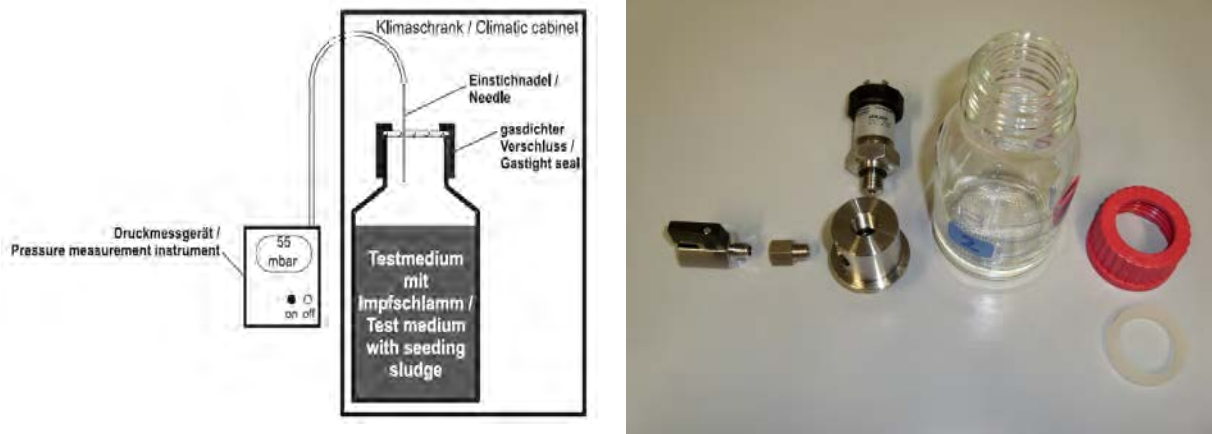 Klimaschrank / Climatic cabinet
Einstichnadel /
Needle
gasdichter
Verschluss /
Gastight seal
Druckmessgerät /
Pressure measurement instrument
55
mbar
on off
Testmedium
mit
Impfschlamm /
Test medium
with seeding
sludge
2